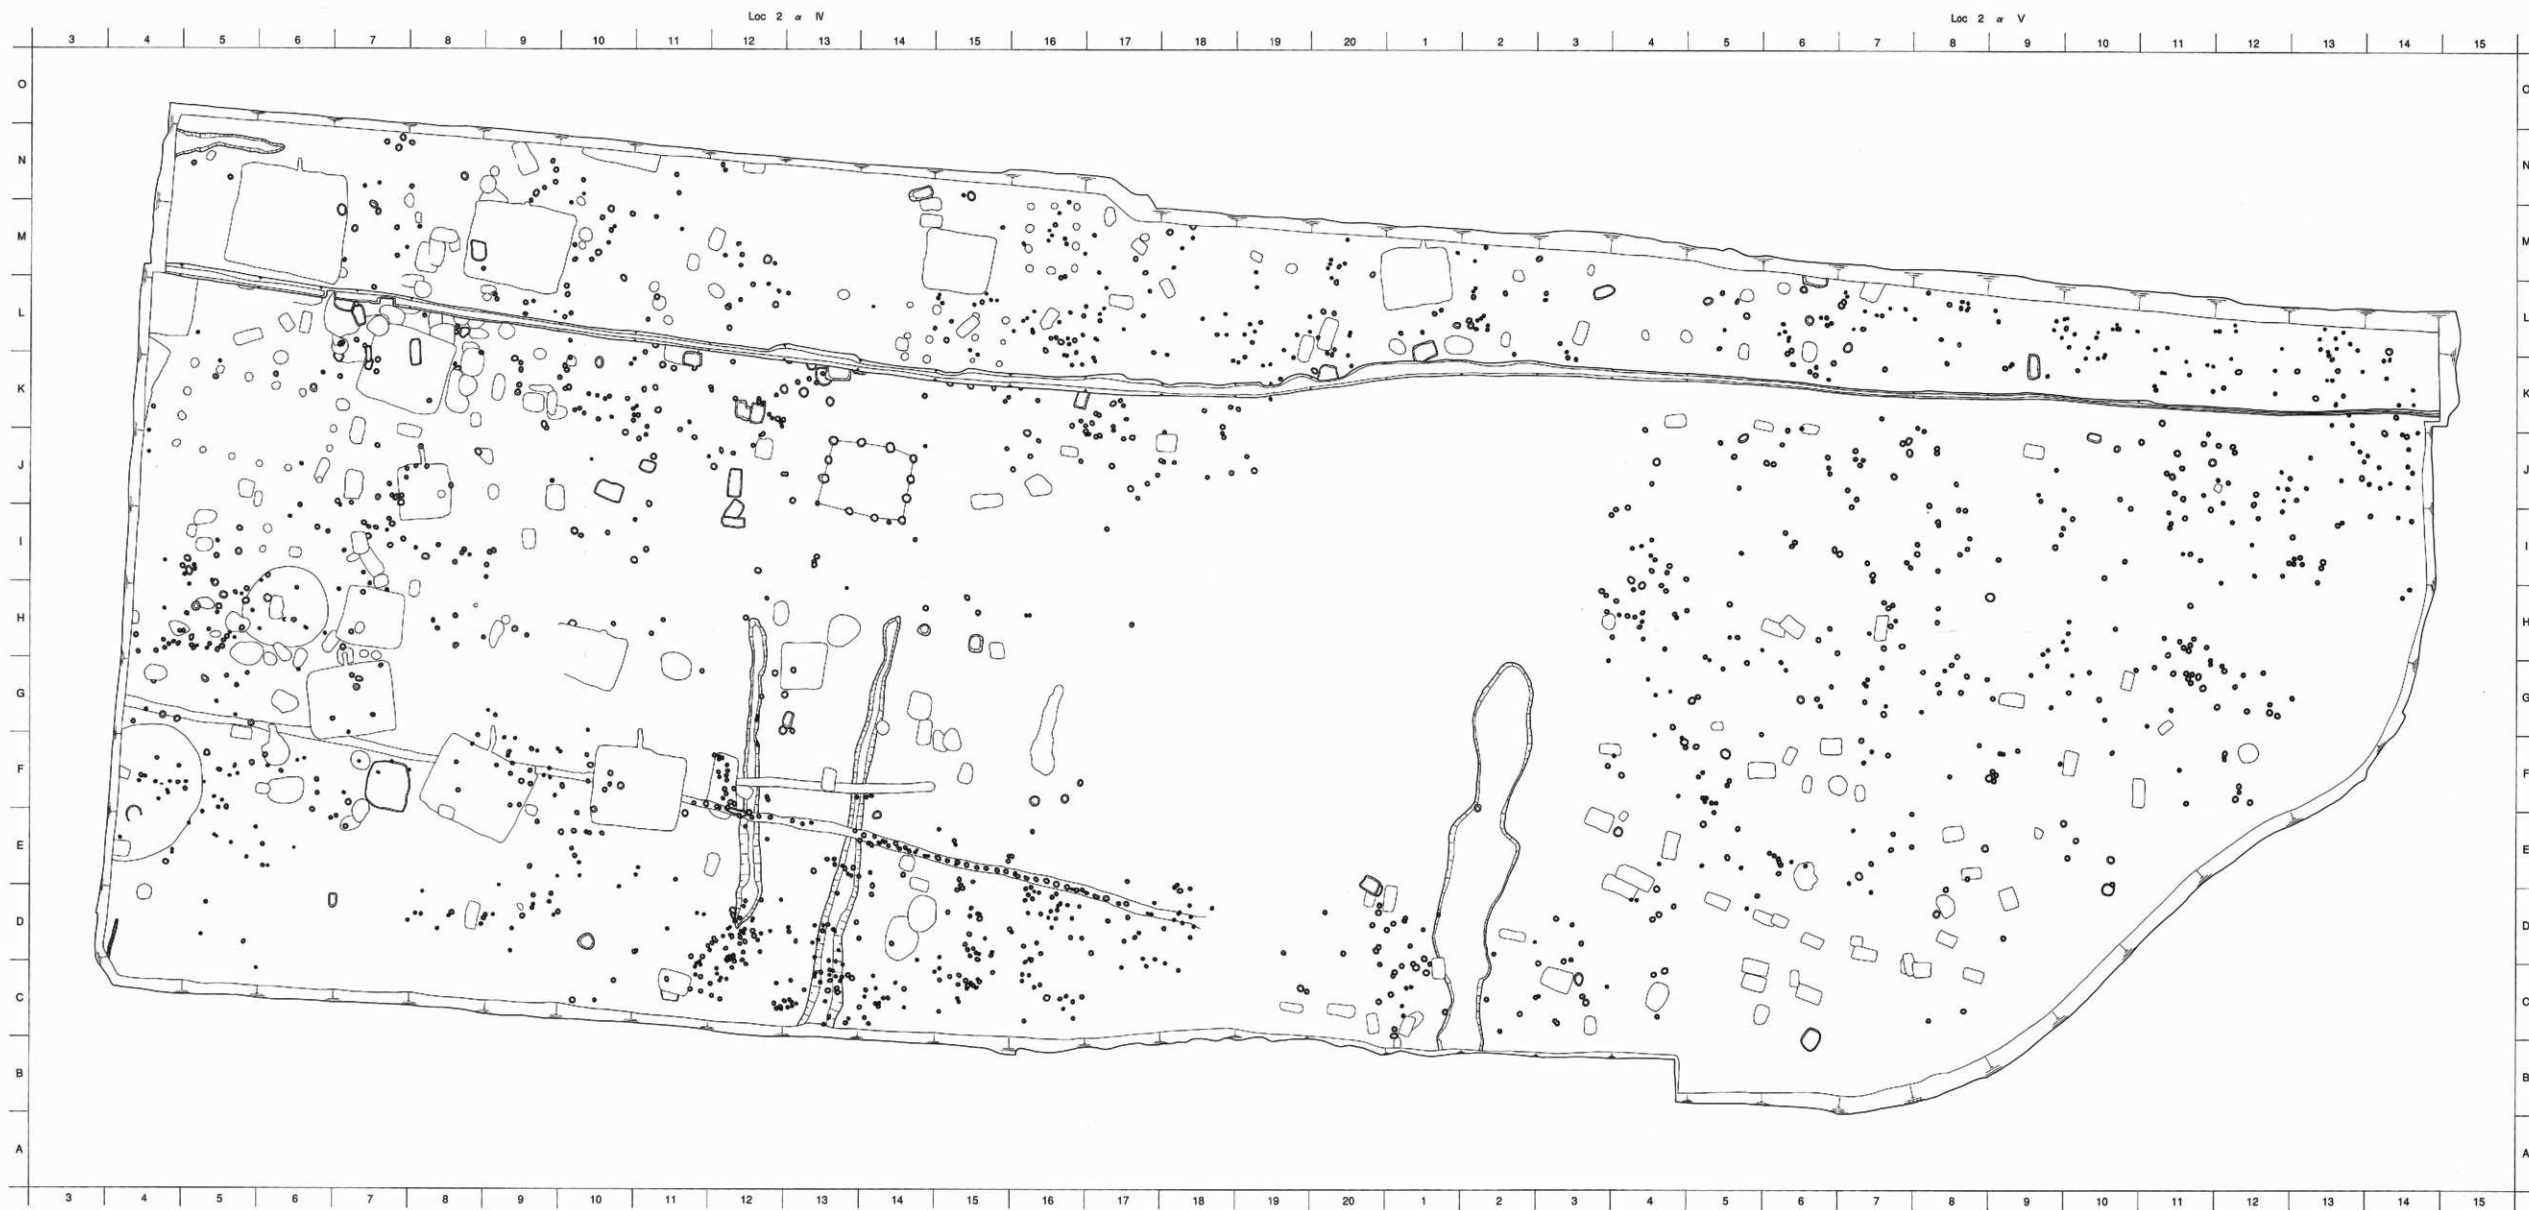 Loc 2 α Ⅳ
Loc 2 α Ⅴ
3 4 5 6 7 8 9 10 11 12 13 14 15 16 17 18 19 20 1 2 3 4 5 6 7 8 9 10 11 12 13 14 15
O O
N N
M M
L L
K K
J J
I I
H H
G G
F F
E E
D D
C C
B B
A A
3 4 5 6 7 8 9 10 11 12 13 14 15 16 17 18 19 20 1 2 3 4 5 6 7 8 9 10 11 12 13 14 15